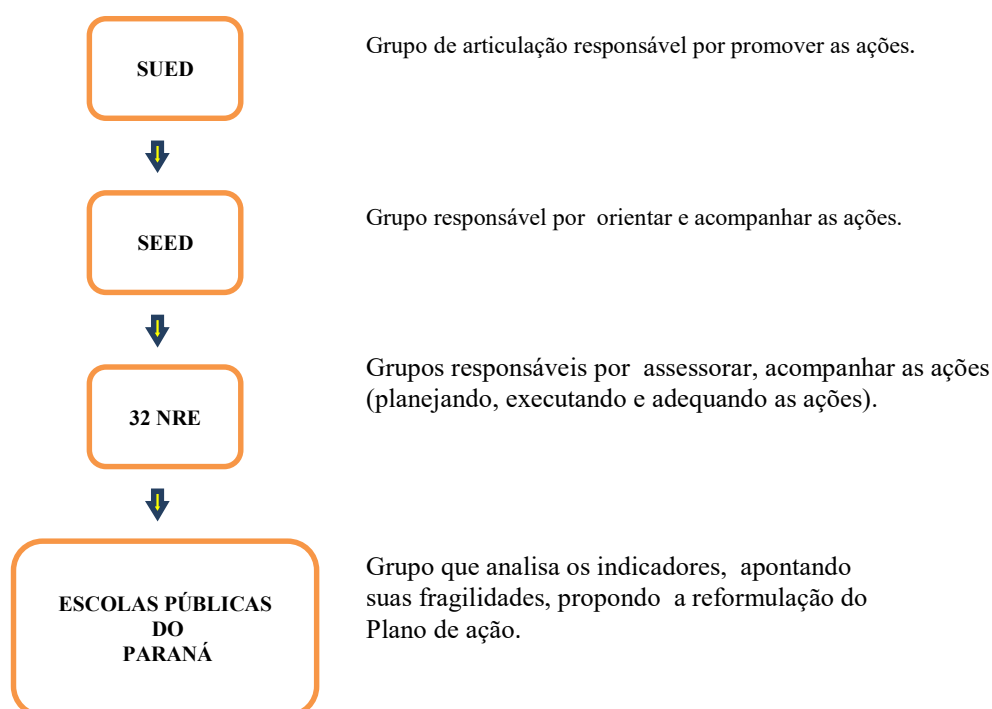 SUED
Grupo de articulação responsável por promover as ações.
SEED
Grupo responsável por orientar e acompanhar as ações.
32 NRE
Grupos responsáveis por assessorar, acompanhar as ações
(planejando, executando e adequando as ações).
ESCOLAS PÚBLICAS
DO
PARANÁ
Grupo que analisa os indicadores, apontando
suas fragilidades, propondo a reformulação do
Plano de ação.